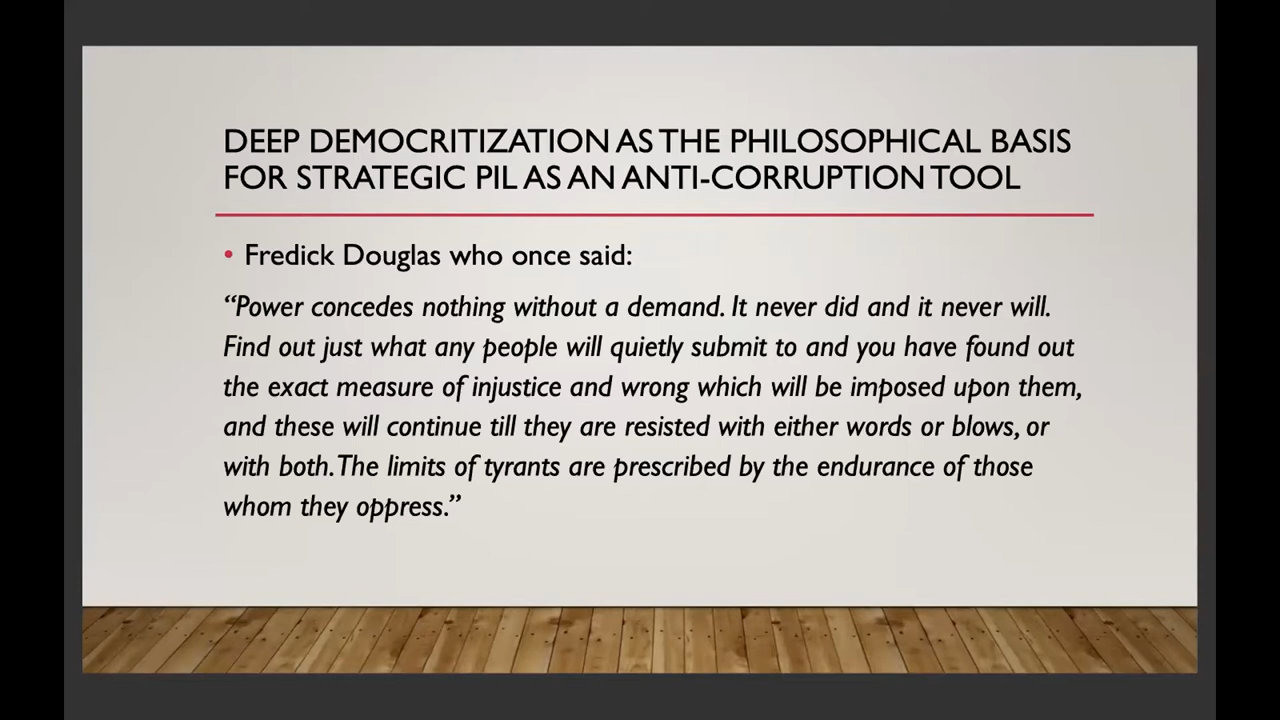 DEEP DEMOCRITIZATION AS THE PHILOSOPHICAL BASIS
FOR STRATEGIC PIL AS AN ANTI-CORRUPTION TOOL
• Fredick Douglas who once said:
“Power concedes nothing without a demand. It never did and it never will.
Find out just what any people will quietly submit to and you have found out
the exact measure of injustice and wrong which will be imposed upon them,
and these will continue till they are resisted with either words or blows, or
with both. The limits of tyrants are prescribed by the endurance of those
whom they oppress.”